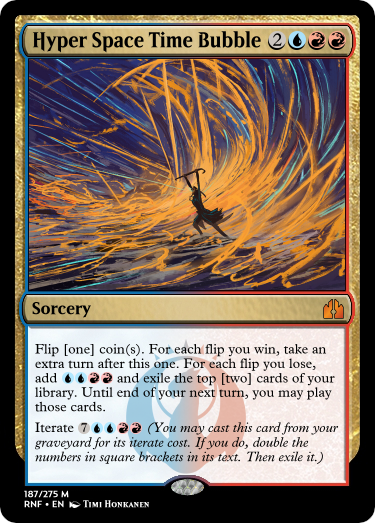 Hyper Space Time Bubble 2
Sorcery
Flip [one] coin(s). For each flip you win, take an
extra turn after this one. For each flip you lose,
add and exile the top [two] cards of your
library. Until end of your next turn, you may play
those cards.
Iterate 7 (You may cast this card from your
graveyard for its iterate cost. If you do, double the
numbers in square brackets in its text. Then exile it.)
187/275 M
RNF • EN Timi Honkanen